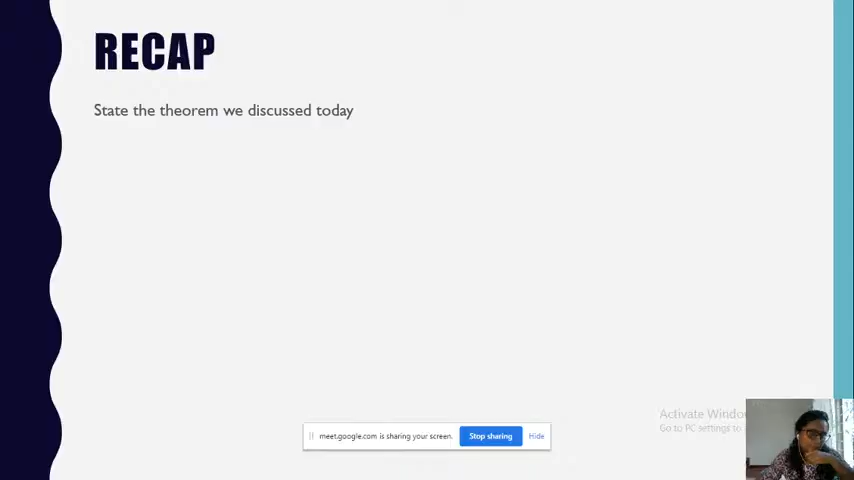 RECAP
State the theorem we discussed today
meet.google.com is sharing your screen. Stop sharing Hide
Activate Windo
Go to PC settings to